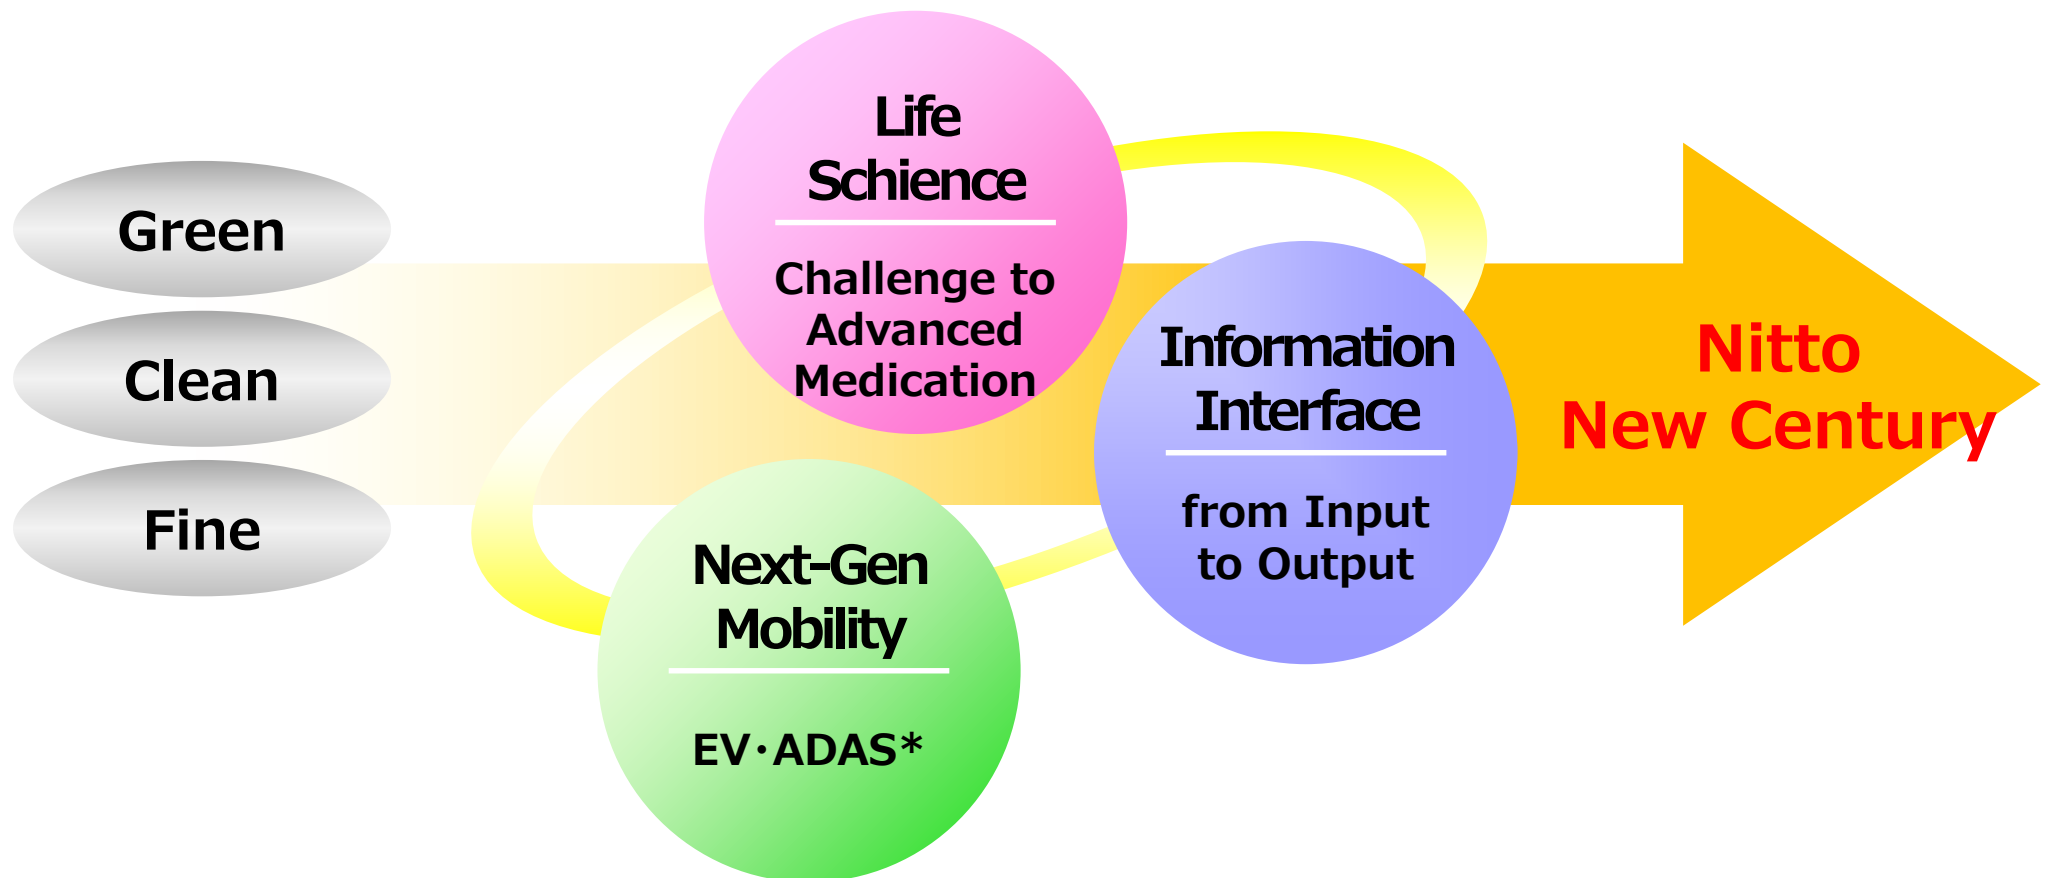 Green
Clean
Fine
Life
Schience
Challenge to
Advanced
Medication
Next-Gen
Mobility
EV・ADAS*
Information
Interface
from Input
to Output
Nitto
New Century